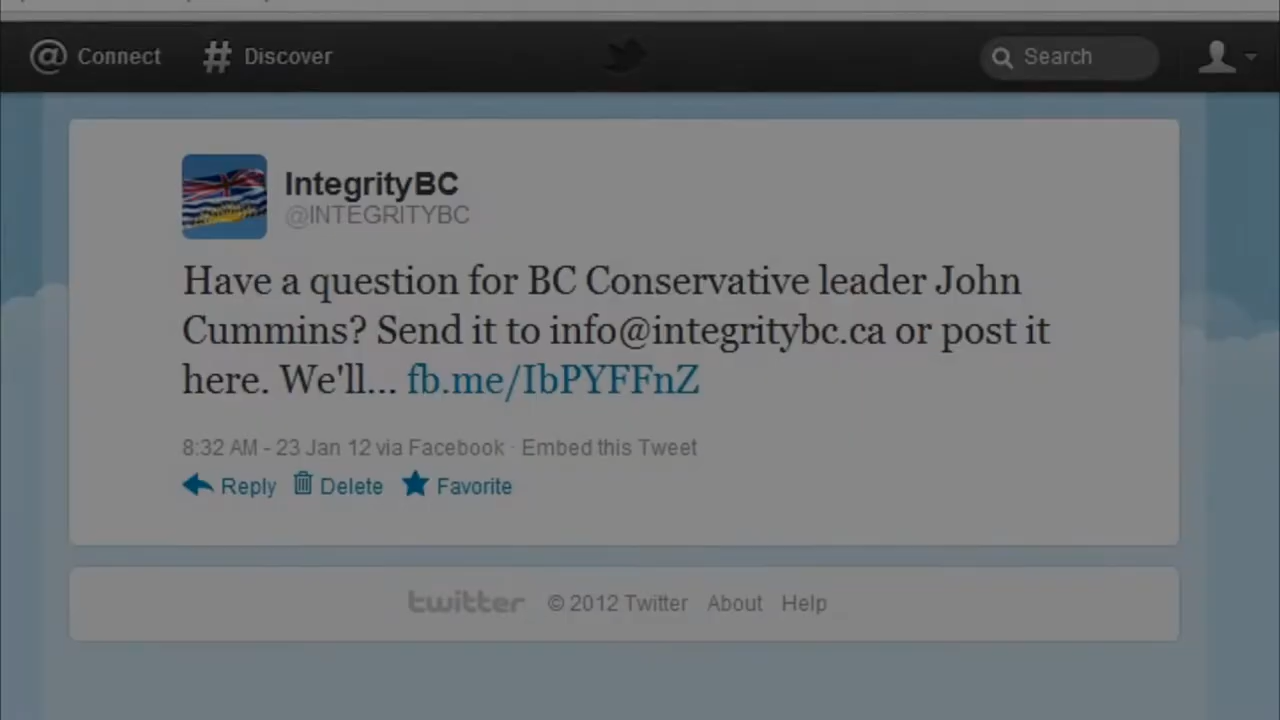 Connect Discover Search
IntegrityBC
@INTEGRITYBC
Have a question for BC Conservative leader John
Cummins? Send it to info@integritybc.ca or post it
here. We'll... fb.me/IbPYFFnZ
8:32 AM - 23 Jan 12 via Facebook · Embed this Tweet
Reply Delete Favorite
twitter © 2012 Twitter About Help